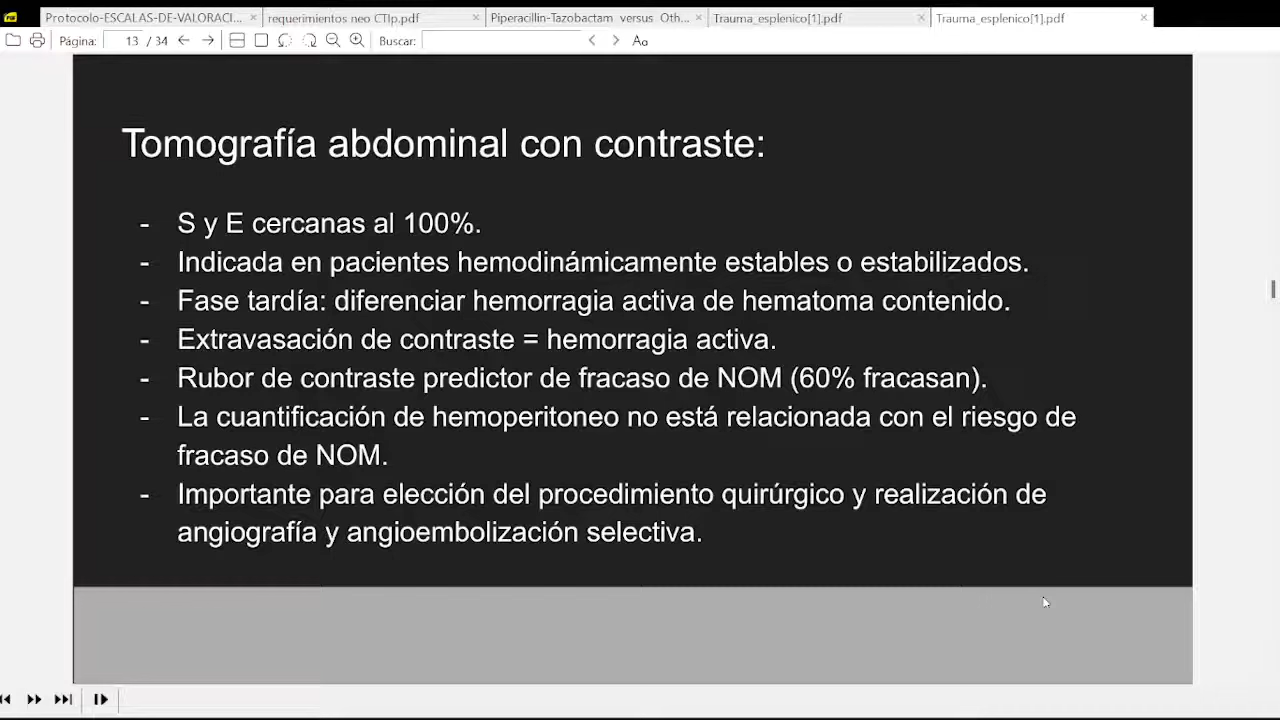 Protocolo-ESCALAS-DE-VALORACI...
requerimientos neo CTIp.pdf
Piperacillin-Tazobactam versus Oth...
Trauma_esplenico[1].pdf
Trauma_esplenico[1].pdf
Página: 13 / 34
Buscar:
Aa
Tomografía abdominal con contraste:
- S y E cercanas al 100%.
- Indicada en pacientes hemodinámicamente estables o estabilizados.
- Fase tardía: diferenciar hemorragia activa de hematoma contenido.
- Extravasación de contraste = hemorragia activa.
- Rubor de contraste predictor de fracaso de NOM (60% fracasan).
- La cuantificación de hemoperitoneo no está relacionada con el riesgo de
fracaso de NOM.
- Importante para elección del procedimiento quirúrgico y realización de
angiografía y angioembolización selectiva.